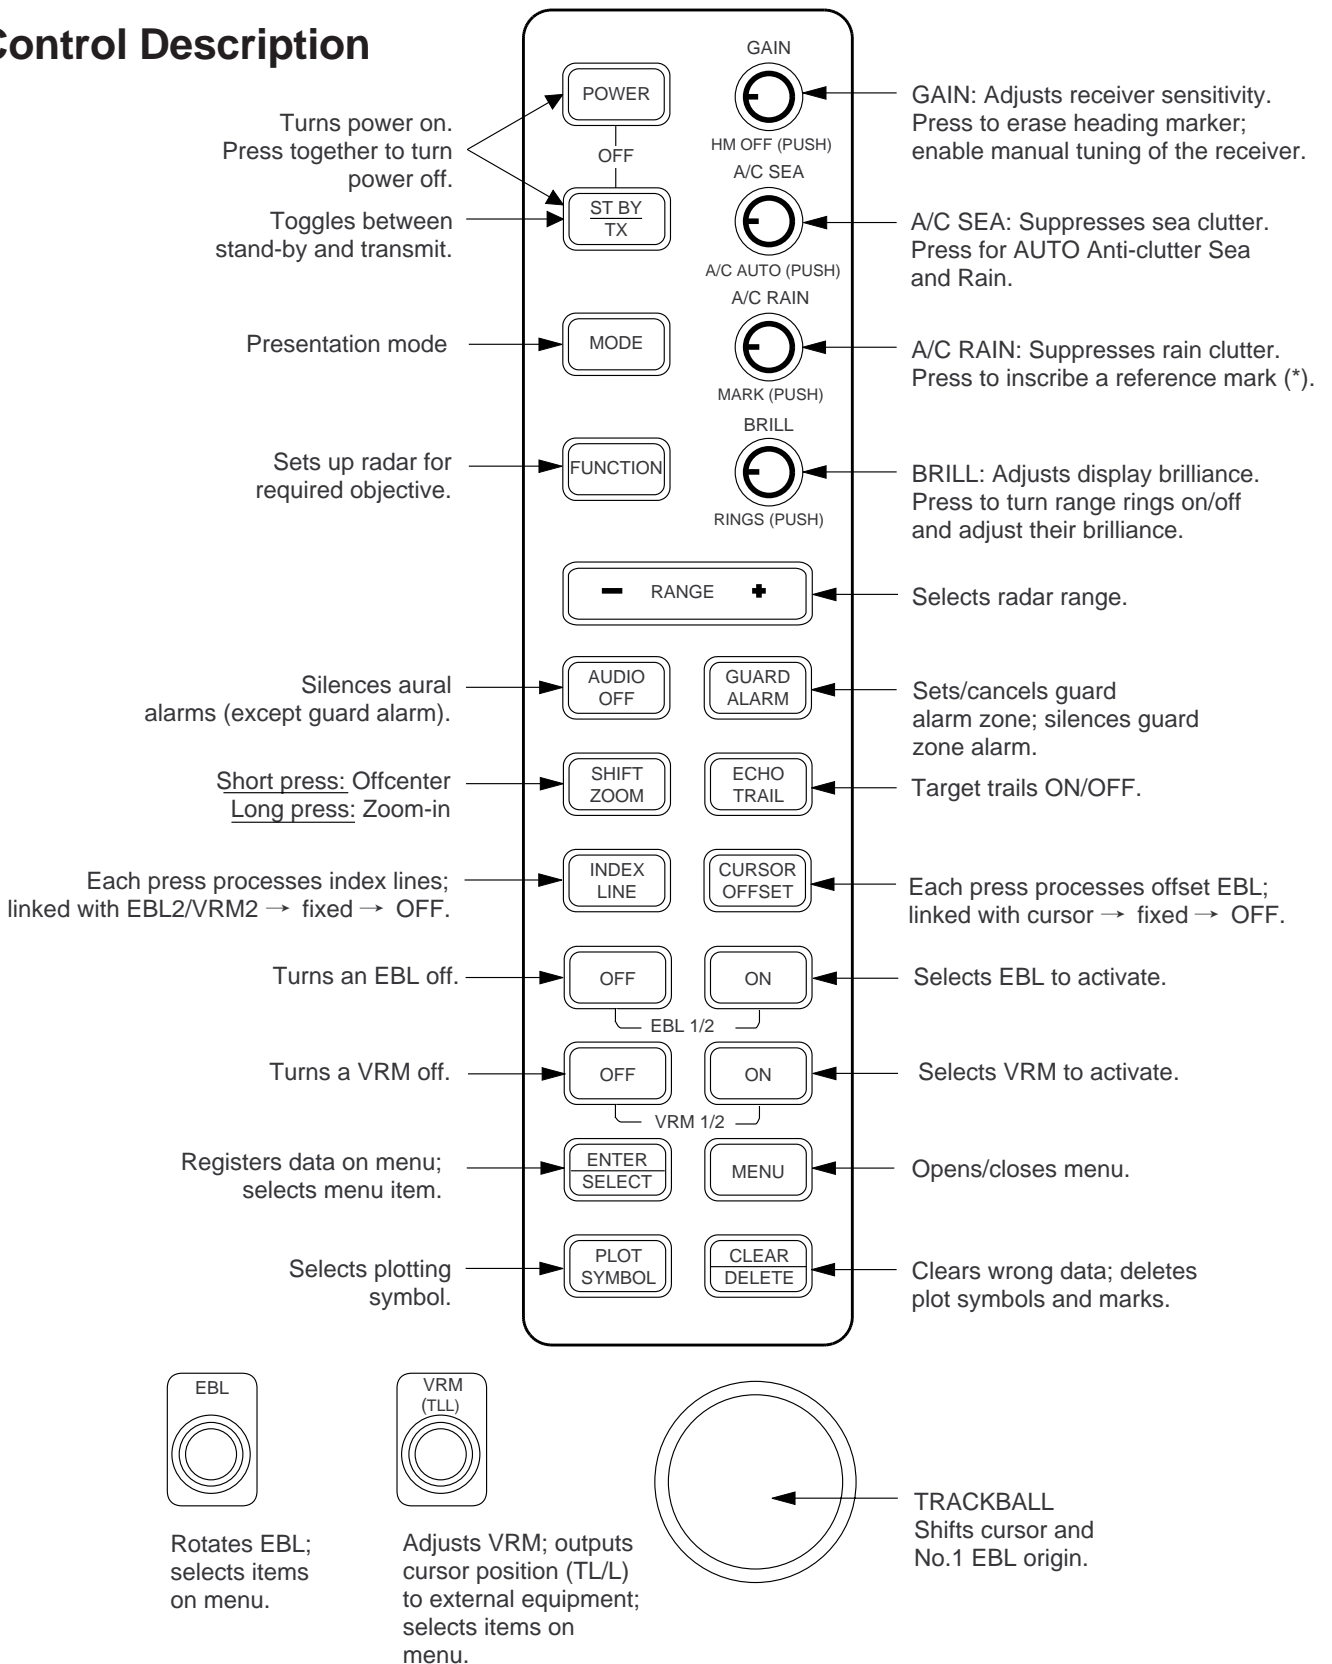 Control Description
POWER
OFF
ST BY
TX
MODE
FUNCTION
GAIN
HM OFF (PUSH)
A/C SEA
A/C AUTO (PUSH)
A/C RAIN
MARK (PUSH)
BRILL
RINGS (PUSH)
Turns power on.
Press together to turn
power off.
Toggles between
stand-by and transmit.
Presentation mode
Sets up radar for
required objective.
GAIN: Adjusts receiver sensitivity.
Press to erase heading marker;
enable manual tuning of the receiver.
A/C SEA: Suppresses sea clutter.
Press for AUTO Anti-clutter Sea
and Rain.
A/C RAIN: Suppresses rain clutter.
Press to inscribe a reference mark (*).
BRILL: Adjusts display brilliance.
Press to turn range rings on/off
and adjust their brilliance.
– RANGE +
Selects radar range.
Silences aural
alarms (except guard alarm).
AUDIO
OFF
GUARD
ALARM
Sets/cancels guard
alarm zone; silences guard
zone alarm.
Short press: Offcenter
Long press: Zoom-in
SHIFT
ZOOM
ECHO
TRAIL
Target trails ON/OFF.
Each press processes index lines;
linked with EBL2/VRM2 → fixed → OFF.
INDEX
LINE
CURSOR
OFFSET
Each press processes offset EBL;
linked with cursor → fixed → OFF.
Turns an EBL off.
OFF
ON
Selects EBL to activate.
EBL 1/2
Turns a VRM off.
OFF
ON
Selects VRM to activate.
VRM 1/2
Registers data on menu;
selects menu item.
ENTER
SELECT
MENU
Opens/closes menu.
Selects plotting
symbol.
PLOT
SYMBOL
CLEAR
DELETE
Clears wrong data; deletes
plot symbols and marks.
EBL
Rotates EBL;
selects items
on menu.
VRM
(TLL)
Adjusts VRM; outputs
cursor position (TL/L)
to external equipment;
selects items on
menu.
TRACKBALL
Shifts cursor and
No.1 EBL origin.